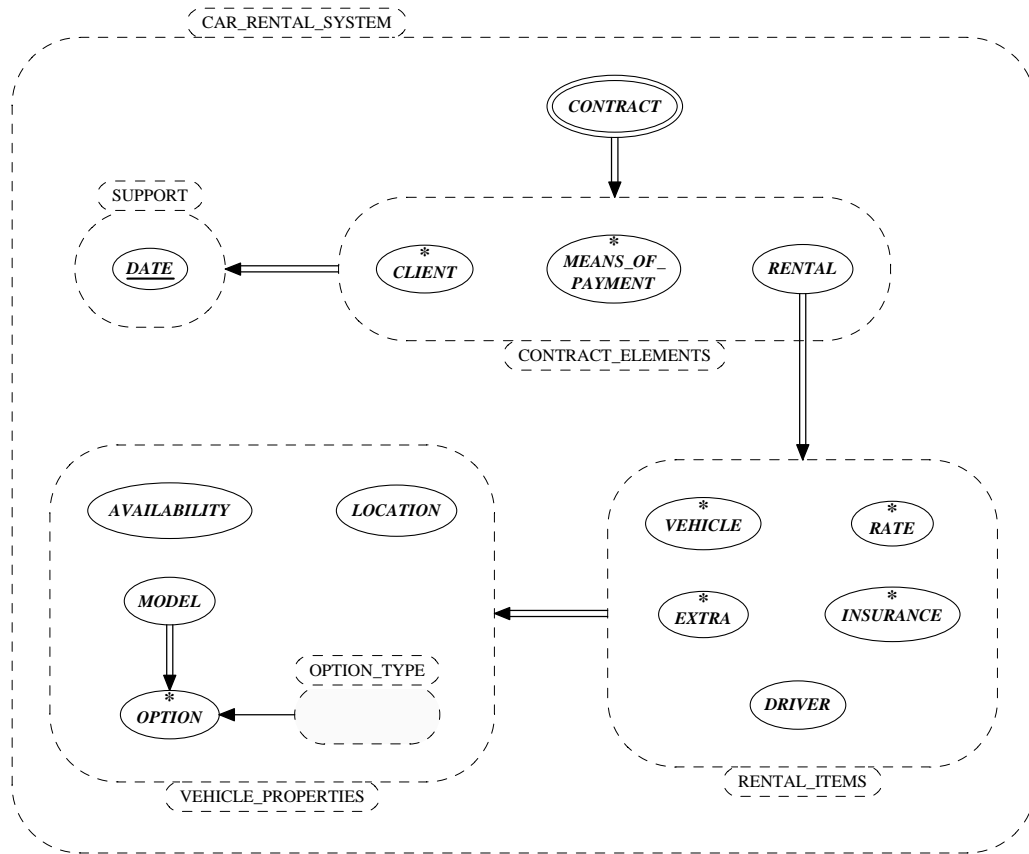 CAR_RENTAL_SYSTEM
CONTRACT
SUPPORT
DATE
*
CLIENT
*
MEANS_OF_
PAYMENT
RENTAL
CONTRACT_ELEMENTS
AVAILABILITY
LOCATION
MODEL
OPTION_TYPE
*
OPTION
VEHICLE_PROPERTIES
*
VEHICLE
*
RATE
*
EXTRA
*
INSURANCE
DRIVER
RENTAL_ITEMS